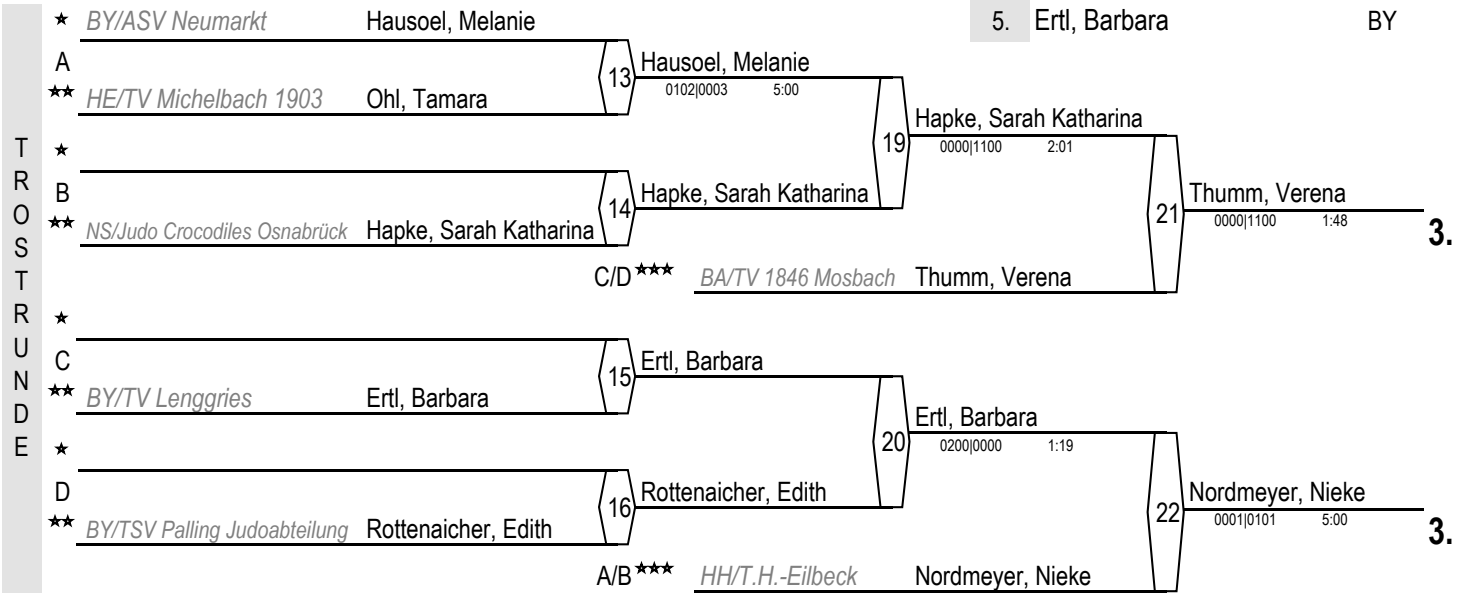 BY/ASV Neumarkt Hausoel, Melanie
5. Ertl, Barbara BY
A
HE/TV Michelbach 1903 Ohl, Tamara
13
Hausoel, Melanie
0102|0003 5:00
TROSTRUNDE
B
NS/Judo Crocodiles Osnabrück Hapke, Sarah Katharina
14
Hapke, Sarah Katharina
19
Hapke, Sarah Katharina
0000|1100 2:01
C/D BA/TV 1846 Mosbach Thumm, Verena
21
Thumm, Verena
0000|1100 1:48
3.
C
BY/TV Lenggries Ertl, Barbara
15
Ertl, Barbara
D
BY/TSV Palling Judoabteilung Rottenaicher, Edith
16
Rottenaicher, Edith
20
Ertl, Barbara
0200|0000 1:19
A/B HH/T.H.-Eilbeck Nordmeyer, Nieke
22
Nordmeyer, Nieke
0001|0101 5:00
3.